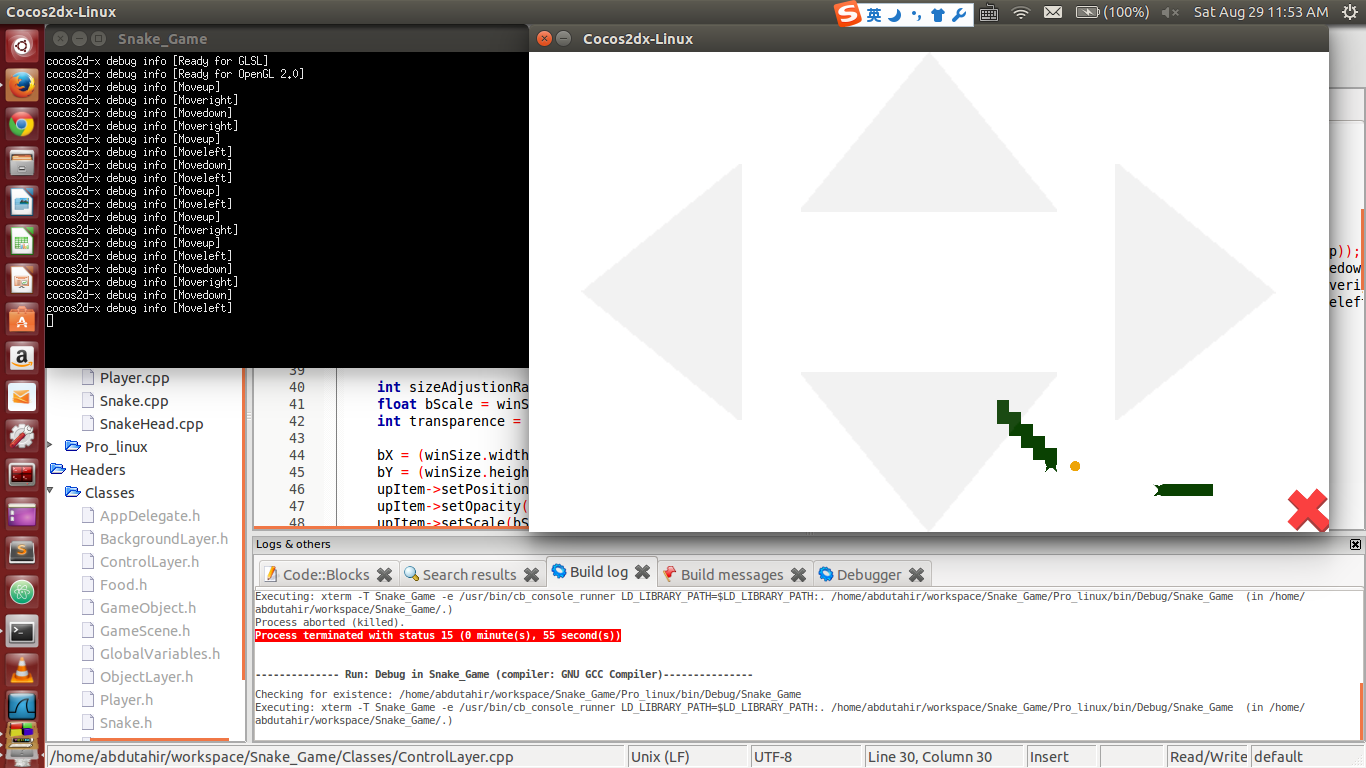 Cocos2dx-Linux
英
(100%)
Sat Aug 29 11:53 AM
Snake_Game
cocos2d-x debug info [Ready for GLSL]
cocos2d-x debug info [Ready for OpenGL 2.0]
cocos2d-x debug info [Moveup]
cocos2d-x debug info [Moveright]
cocos2d-x debug info [Movedown]
cocos2d-x debug info [Moveright]
cocos2d-x debug info [Moveup]
cocos2d-x debug info [Moveleft]
cocos2d-x debug info [Movedown]
cocos2d-x debug info [Moveleft]
cocos2d-x debug info [Moveup]
cocos2d-x debug info [Moveleft]
cocos2d-x debug info [Moveup]
cocos2d-x debug info [Moveright]
cocos2d-x debug info [Moveup]
cocos2d-x debug info [Moveleft]
cocos2d-x debug info [Movedown]
cocos2d-x debug info [Moveright]
cocos2d-x debug info [Movedown]
cocos2d-x debug info [Moveleft]
Cocos2dx-Linux
p));
edow
veri
eleft
Player.cpp
Snake.cpp
SnakeHead.cpp
Pro_linux
Headers
Classes
AppDelegate.h
BackgroundLayer.h
ControlLayer.h
Food.h
GameObject.h
GameScene.h
GlobalVariables.h
ObjectLayer.h
Player.h
Snake.h
39
40 int sizeAdjustionRa
41 float bScale = winS
42 int transparence =
43
44 bX = (winSize.width
45 bY = (winSize.heigh
46 upItem->setPosition
47 upItem->setOpacity(
48 upItem->setScale(bS
Logs & others
Code::Blocks
Search results
Build log
Build messages
Debugger
Executing: xterm -T Snake_Game -e /usr/bin/cb_console_runner LD_LIBRARY_PATH=$LD_LIBRARY_PATH:. /home/abdutahir/workspace/Snake_Game/Pro_linux/bin/Debug/Snake_Game (in /home/
abdutahir/workspace/Snake_Game/.)
Process aborted (killed).
Process terminated with status 15 (0 minute(s), 55 second(s))
-------------- Run: Debug in Snake_Game (compiler: GNU GCC Compiler)---------------
Checking for existence: /home/abdutahir/workspace/Snake_Game/Pro_linux/bin/Debug/Snake_Game
Executing: xterm -T Snake_Game -e /usr/bin/cb_console_runner LD_LIBRARY_PATH=$LD_LIBRARY_PATH:. /home/abdutahir/workspace/Snake_Game/Pro_linux/bin/Debug/Snake_Game (in /home/
abdutahir/workspace/Snake_Game/.)
/home/abdutahir/workspace/Snake_Game/Classes/ControlLayer.cpp
Unix (LF)
UTF-8
Line 30, Column 30
Insert
Read/Write
default